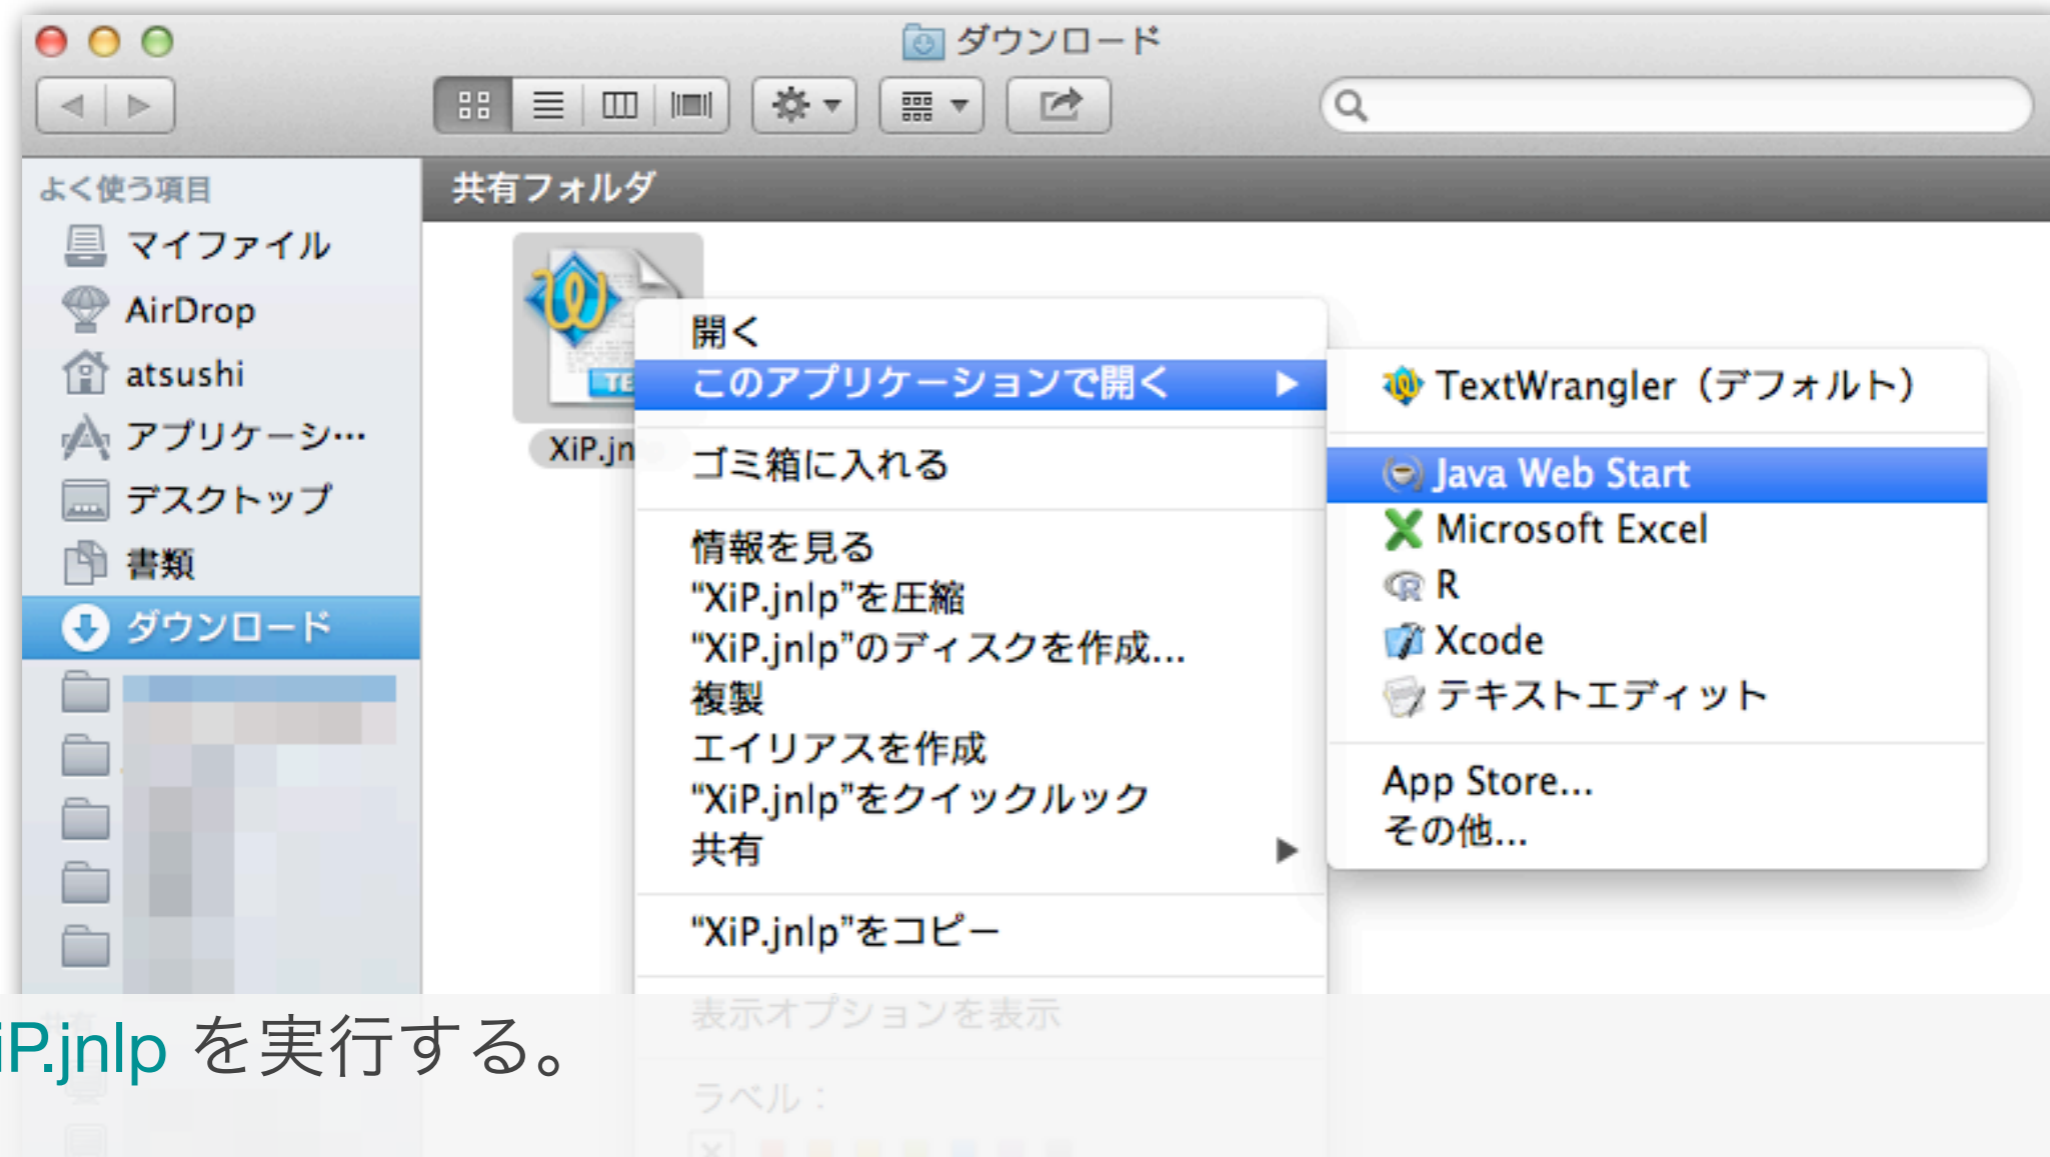 ダウンロード
よく使う項目
マイファイル
AirDrop
atsushi
アプリケーシ…
デスクトップ
書類
ダウンロード
共有
共有フォルダ
XiP.jn
開く
このアプリケーションで開く
ゴミ箱に入れる
情報を見る
“XiP.jnlp”を圧縮
“XiP.jnlp”のディスクを作成...
複製
エイリアスを作成
“XiP.jnlp”をクイックルック
共有
“XiP.jnlp”をコピー
表示オプションを表示
ラベル：
TextWrangler（デフォルト）
Java Web Start
Microsoft Excel
R
Xcode
テキストエディット
App Store...
その他...
iP.jnlp を実行する。